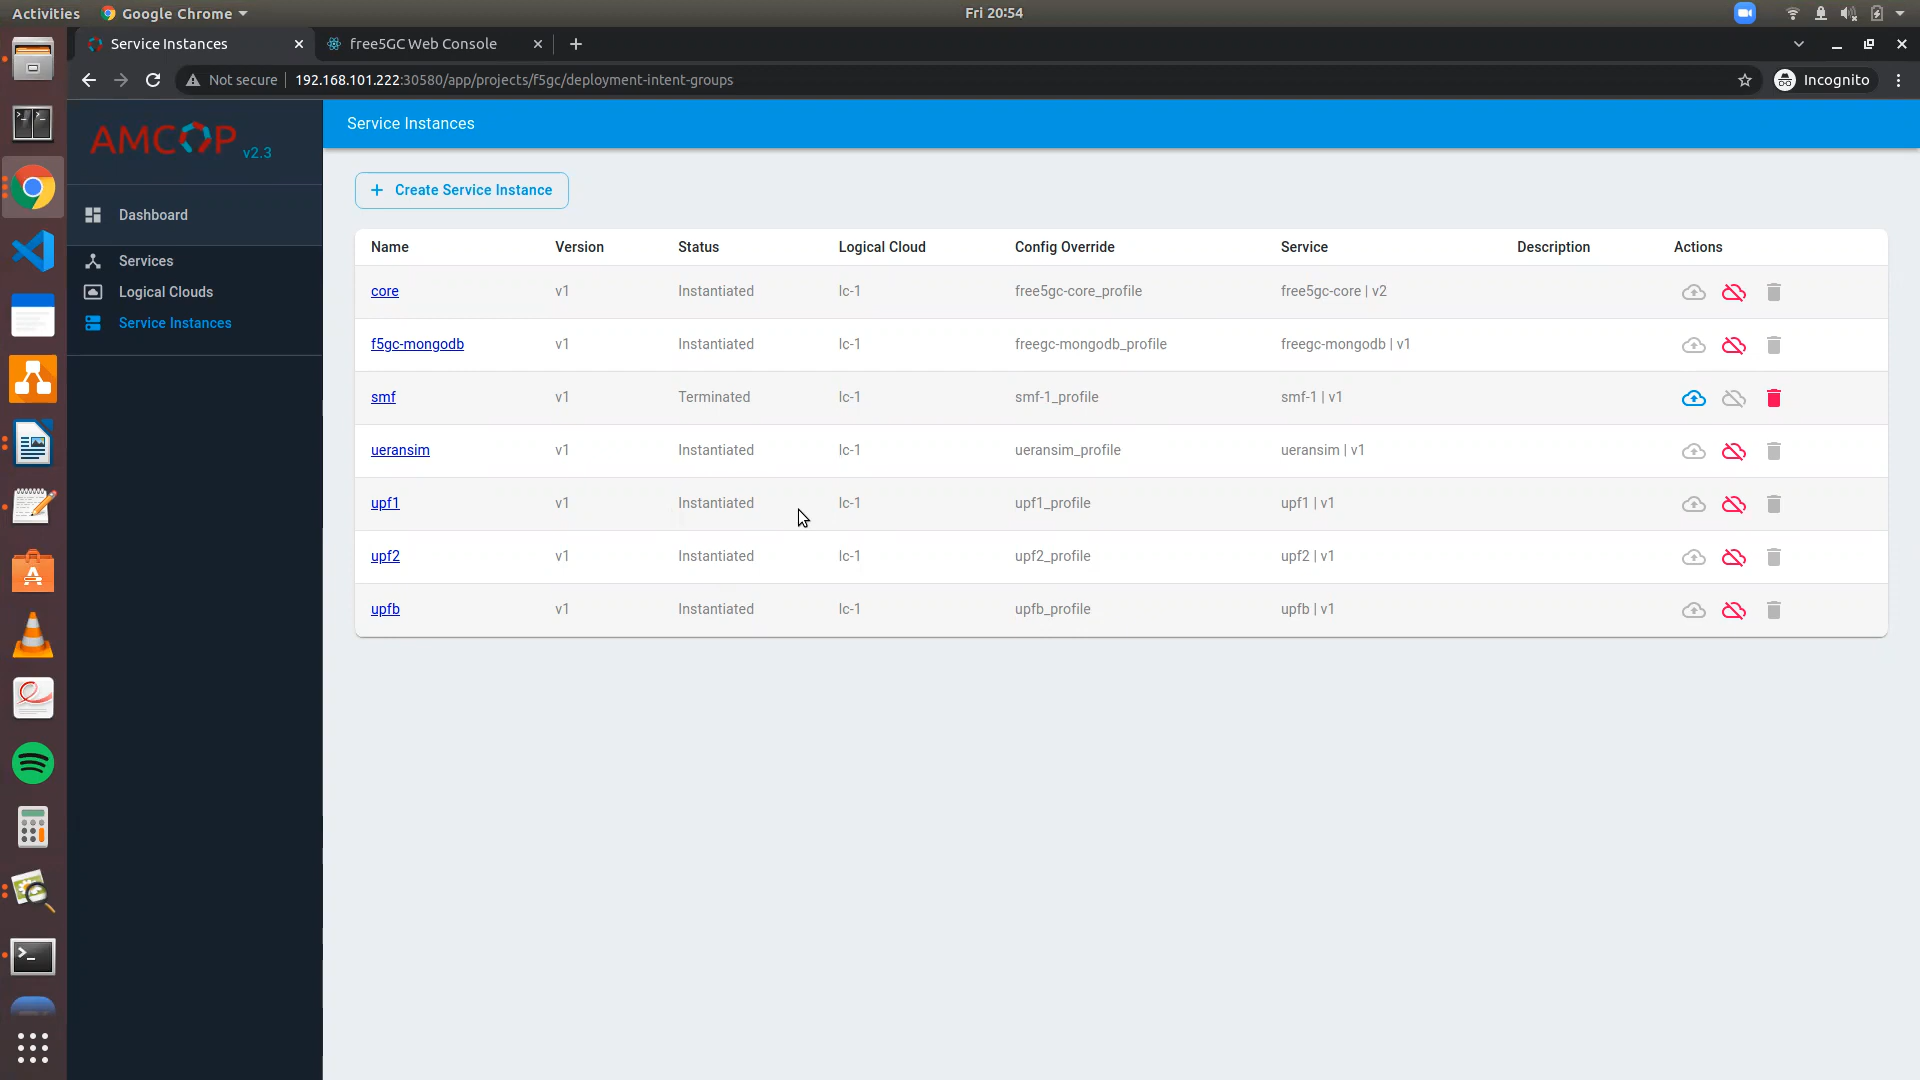 Activities Google Chrome Fri 20:54
Service Instances free5GC Web Console
Not secure 192.168.101.222:30580/app/projects/f5gc/deployment-intent-groups Incognito
AMCOP v2.3
Service Instances
Dashboard
Services
Logical Clouds
Service Instances
Create Service Instance
Name Version Status Logical Cloud Config Override Service Description Actions
core v1 Instantiated lc-1 free5gc-core_profile free5gc-core | v2
f5gc-mongodb v1 Instantiated lc-1 freegc-mongodb_profile freegc-mongodb | v1
smf v1 Terminated lc-1 smf-1_profile smf-1 | v1
ueransim v1 Instantiated lc-1 ueransim_profile ueransim | v1
upf1 v1 Instantiated lc-1 upf1_profile upf1 | v1
upf2 v1 Instantiated lc-1 upf2_profile upf2 | v1
upfb v1 Instantiated lc-1 upfb_profile upfb | v1